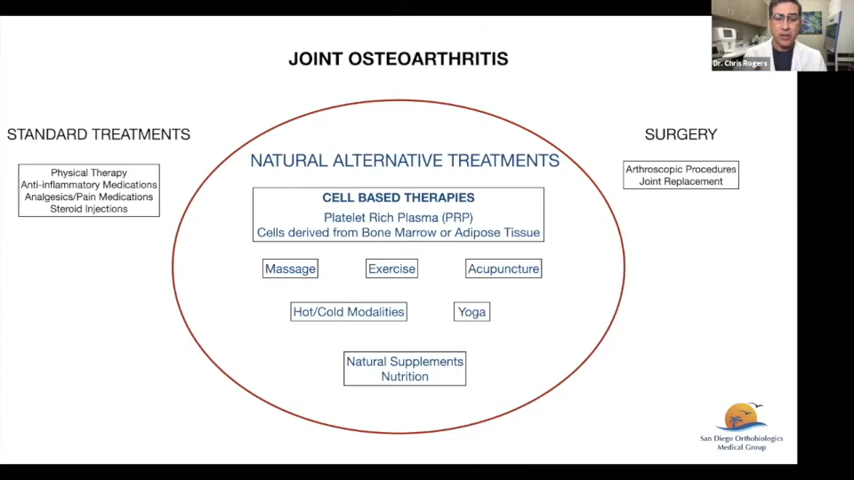 Dr. Chris Rogers
JOINT OSTEOARTHRITIS
STANDARD TREATMENTS
Physical Therapy
Anti-inflammatory Medications
Analgesics/Pain Medications
Steroid Injections
NATURAL ALTERNATIVE TREATMENTS
CELL BASED THERAPIES
Platelet Rich Plasma (PRP)
Cells derived from Bone Marrow or Adipose Tissue
Massage
Exercise
Acupuncture
Hot/Cold Modalities
Yoga
Natural Supplements
Nutrition
SURGERY
Arthroscopic Procedures
Joint Replacement
San Diego Orthobiologics
Medical Group